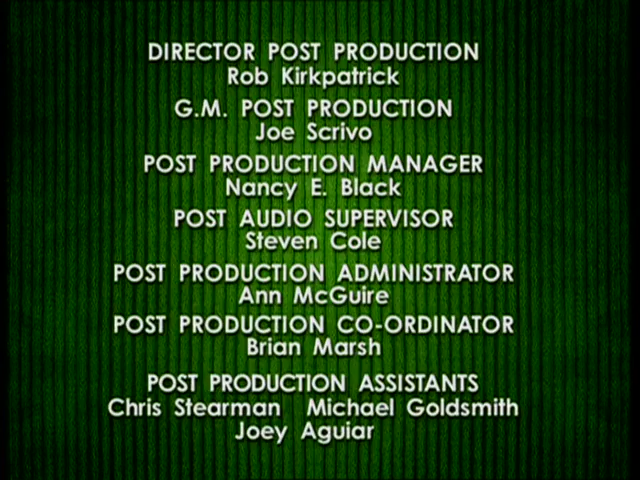 DIRECTOR POST PRODUCTION
Rob Kirkpatrick
G.M. POST PRODUCTION
Joe Scrivo
POST PRODUCTION MANAGER
Nancy E. Black
POST AUDIO SUPERVISOR
Steven Cole
POST PRODUCTION ADMINISTRATOR
Ann McGuire
POST PRODUCTION CO-ORDINATOR
Brian Marsh
POST PRODUCTION ASSISTANTS
Chris Stearman Michael Goldsmith
Joey Aguiar